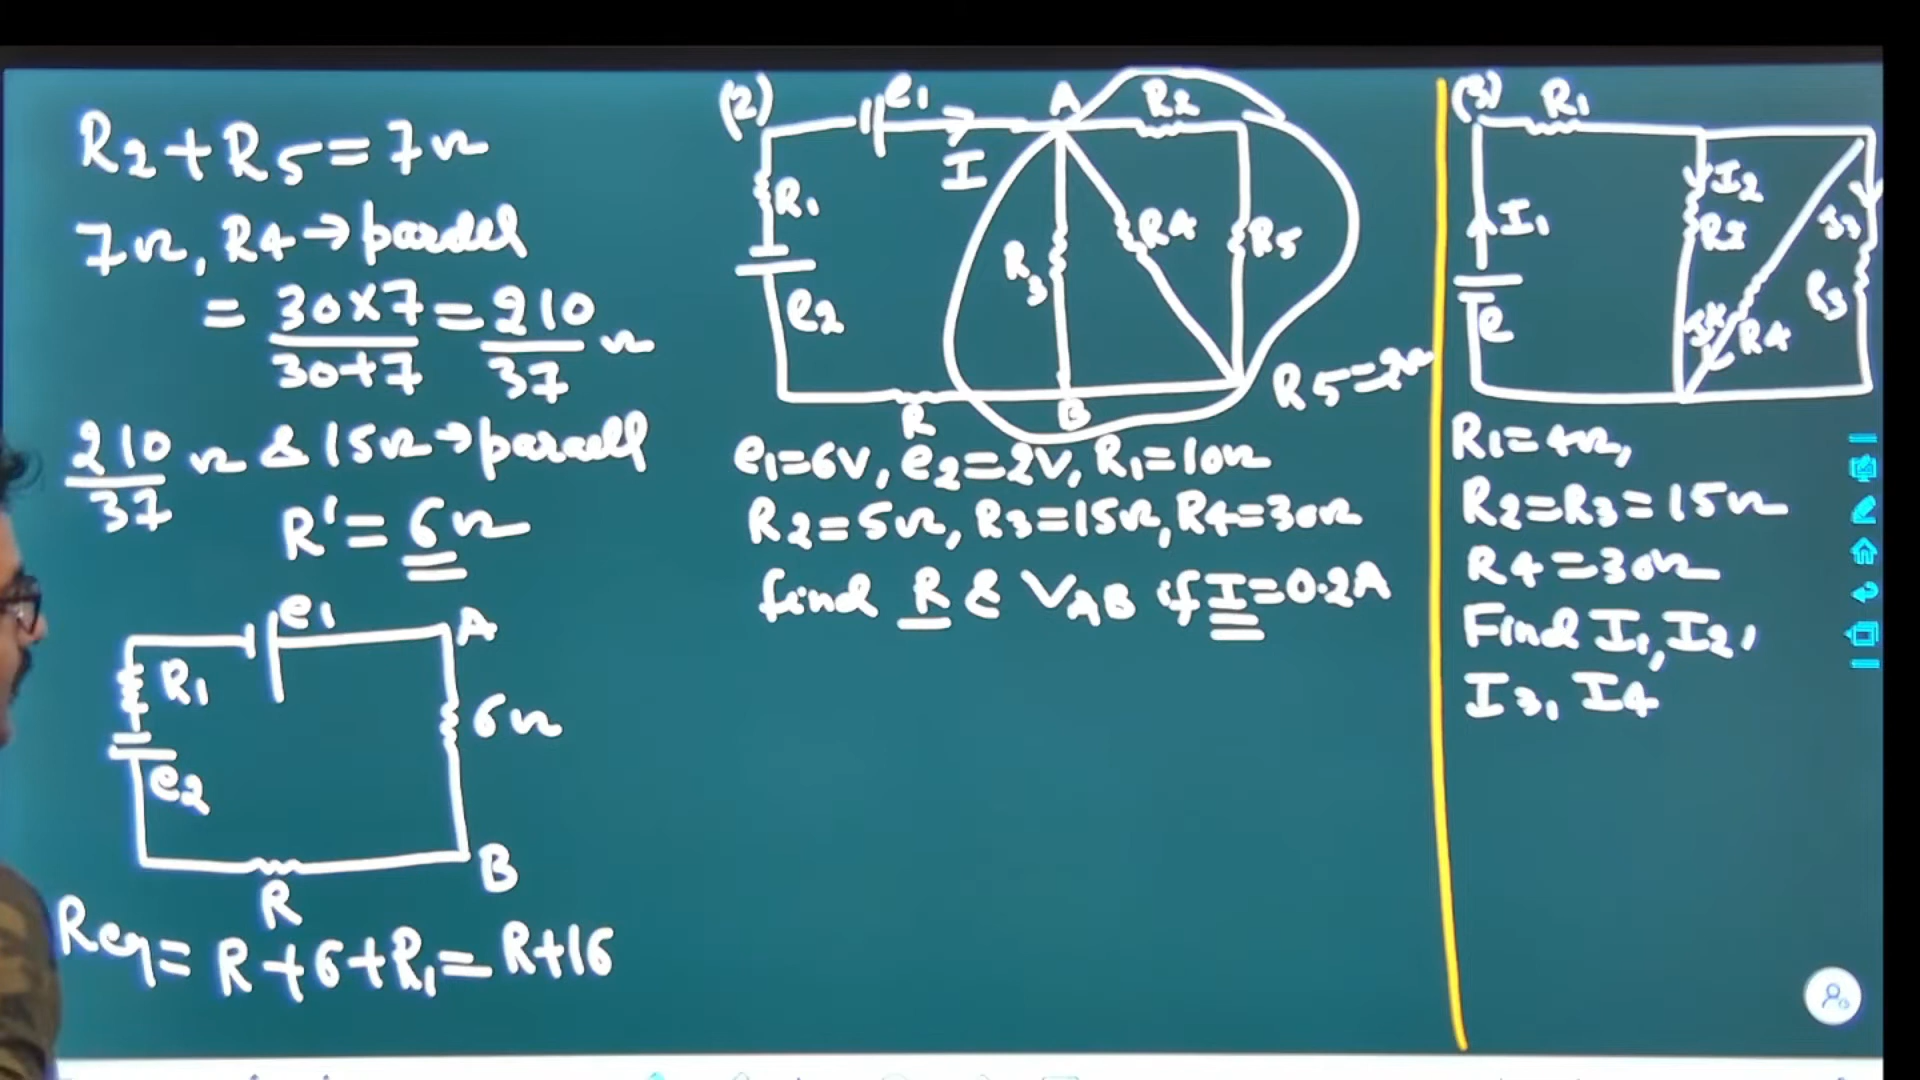 R2+R5=7Ω
7Ω, R4→parallel
= 30×7/30+7 = 210/37 Ω
210/37 Ω & 15Ω→parallel
R'= 6Ω
e1
A
R1
6Ω
e2
B
R
Req = R+6+R1 = R+16
(2)
e1
A
R2
I
R1
R4
R5
R3
e2
R5=2Ω
B
R
e1=6V, e2=2V, R1=10Ω
R2=5Ω, R3=15Ω, R4=30Ω
find R & VAB if I=0.2A
(3)
R1
I2
I1
R2
I3
R3
e
I4
R4
R1=4Ω,
R2=R3=15Ω
R4=30Ω
Find I1, I2,
I3, I4